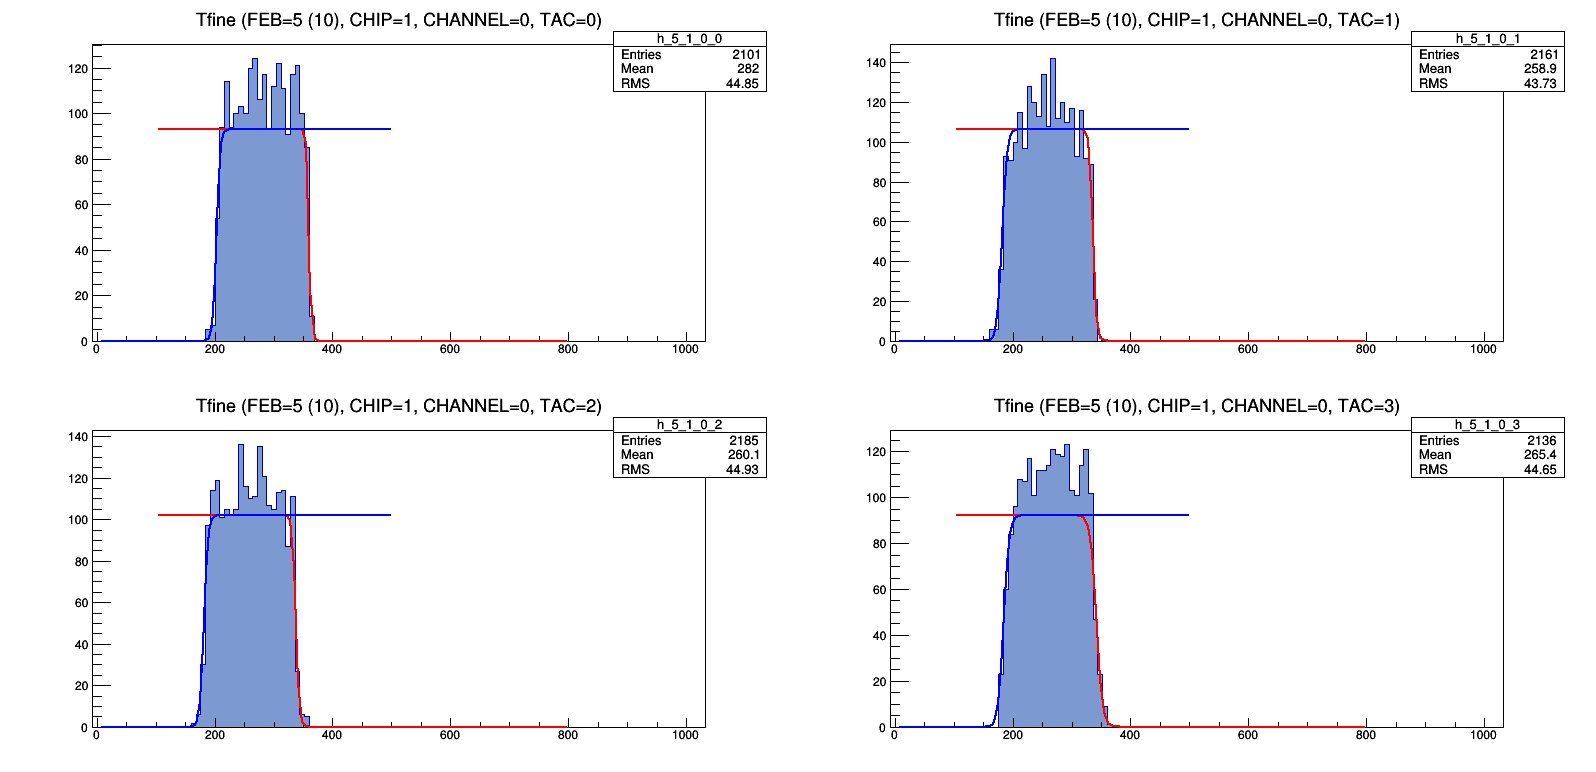 Tfine (FEB=5 (10), CHIP=1, CHANNEL=0, TAC=0)
h_5_1_0_0
Entries 2101
Mean 282
RMS 44.85
120
100
80
60
40
20
0
0 200 400 600 800 1000
Tfine (FEB=5 (10), CHIP=1, CHANNEL=0, TAC=1)
h_5_1_0_1
Entries 2161
Mean 258.9
RMS 43.73
140
120
100
80
60
40
20
0
0 200 400 600 800 1000
Tfine (FEB=5 (10), CHIP=1, CHANNEL=0, TAC=2)
h_5_1_0_2
Entries 2185
Mean 260.1
RMS 44.93
140
120
100
80
60
40
20
0
0 200 400 600 800 1000
Tfine (FEB=5 (10), CHIP=1, CHANNEL=0, TAC=3)
h_5_1_0_3
Entries 2136
Mean 265.4
RMS 44.65
120
100
80
60
40
20
0
0 200 400 600 800 1000